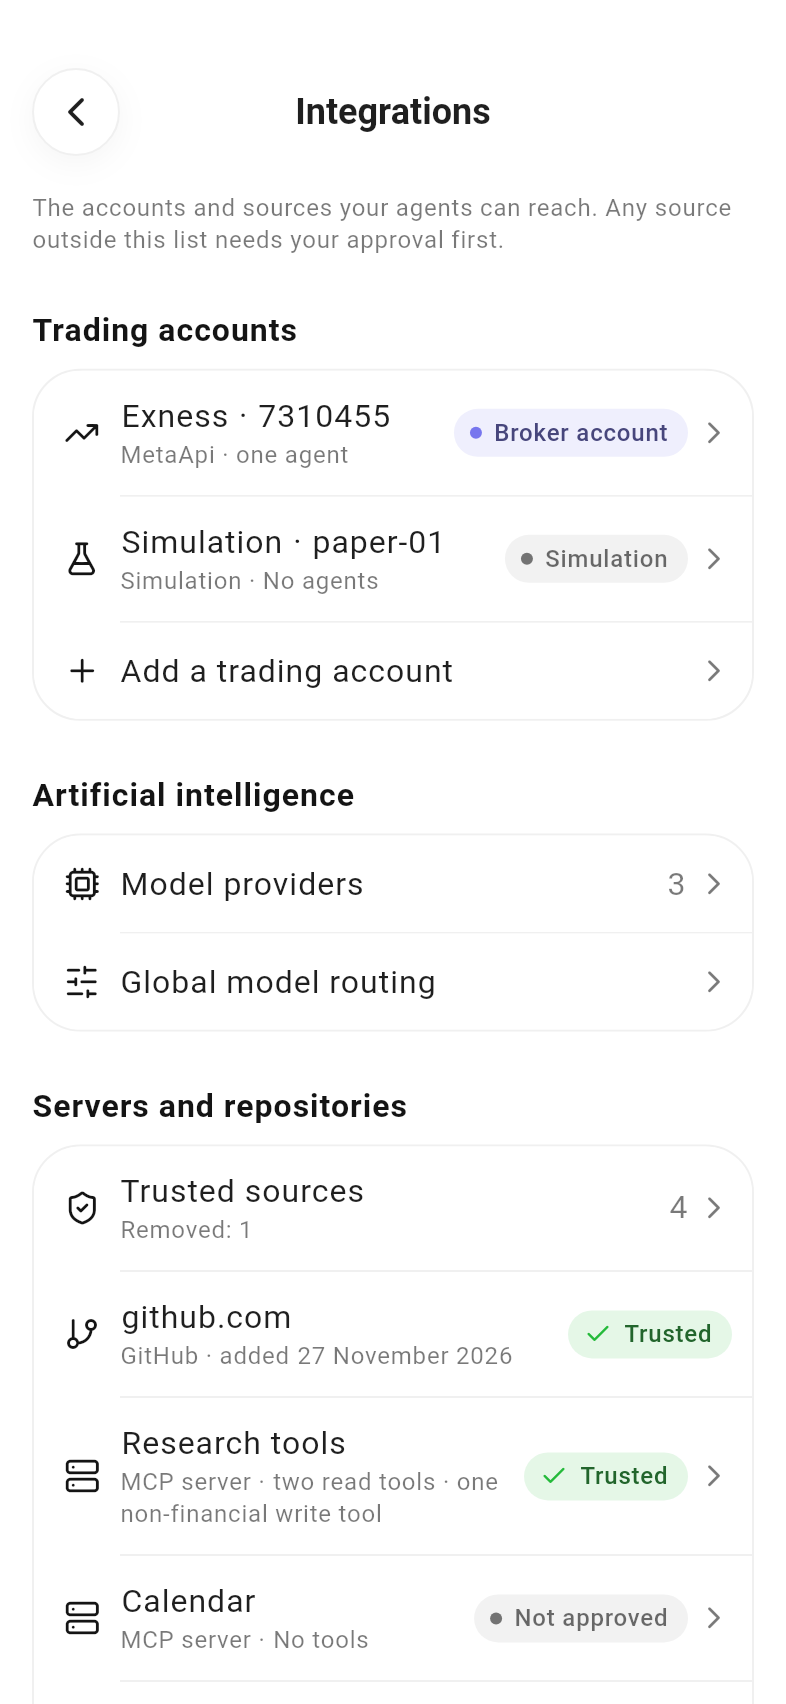 Integrations
The accounts and sources your agents can reach. Any source
outside this list needs your approval first.
Trading accounts
Exness · 7310455
MetaApi · one agent
Broker account
Simulation · paper-01
Simulation · No agents
Simulation
Add a trading account
Artificial intelligence
Model providers
3
Global model routing
Servers and repositories
Trusted sources
Removed: 1
4
github.com
GitHub · added 27 November 2026
Trusted
Research tools
MCP server · two read tools · one
non-financial write tool
Trusted
Calendar
MCP server · No tools
Not approved